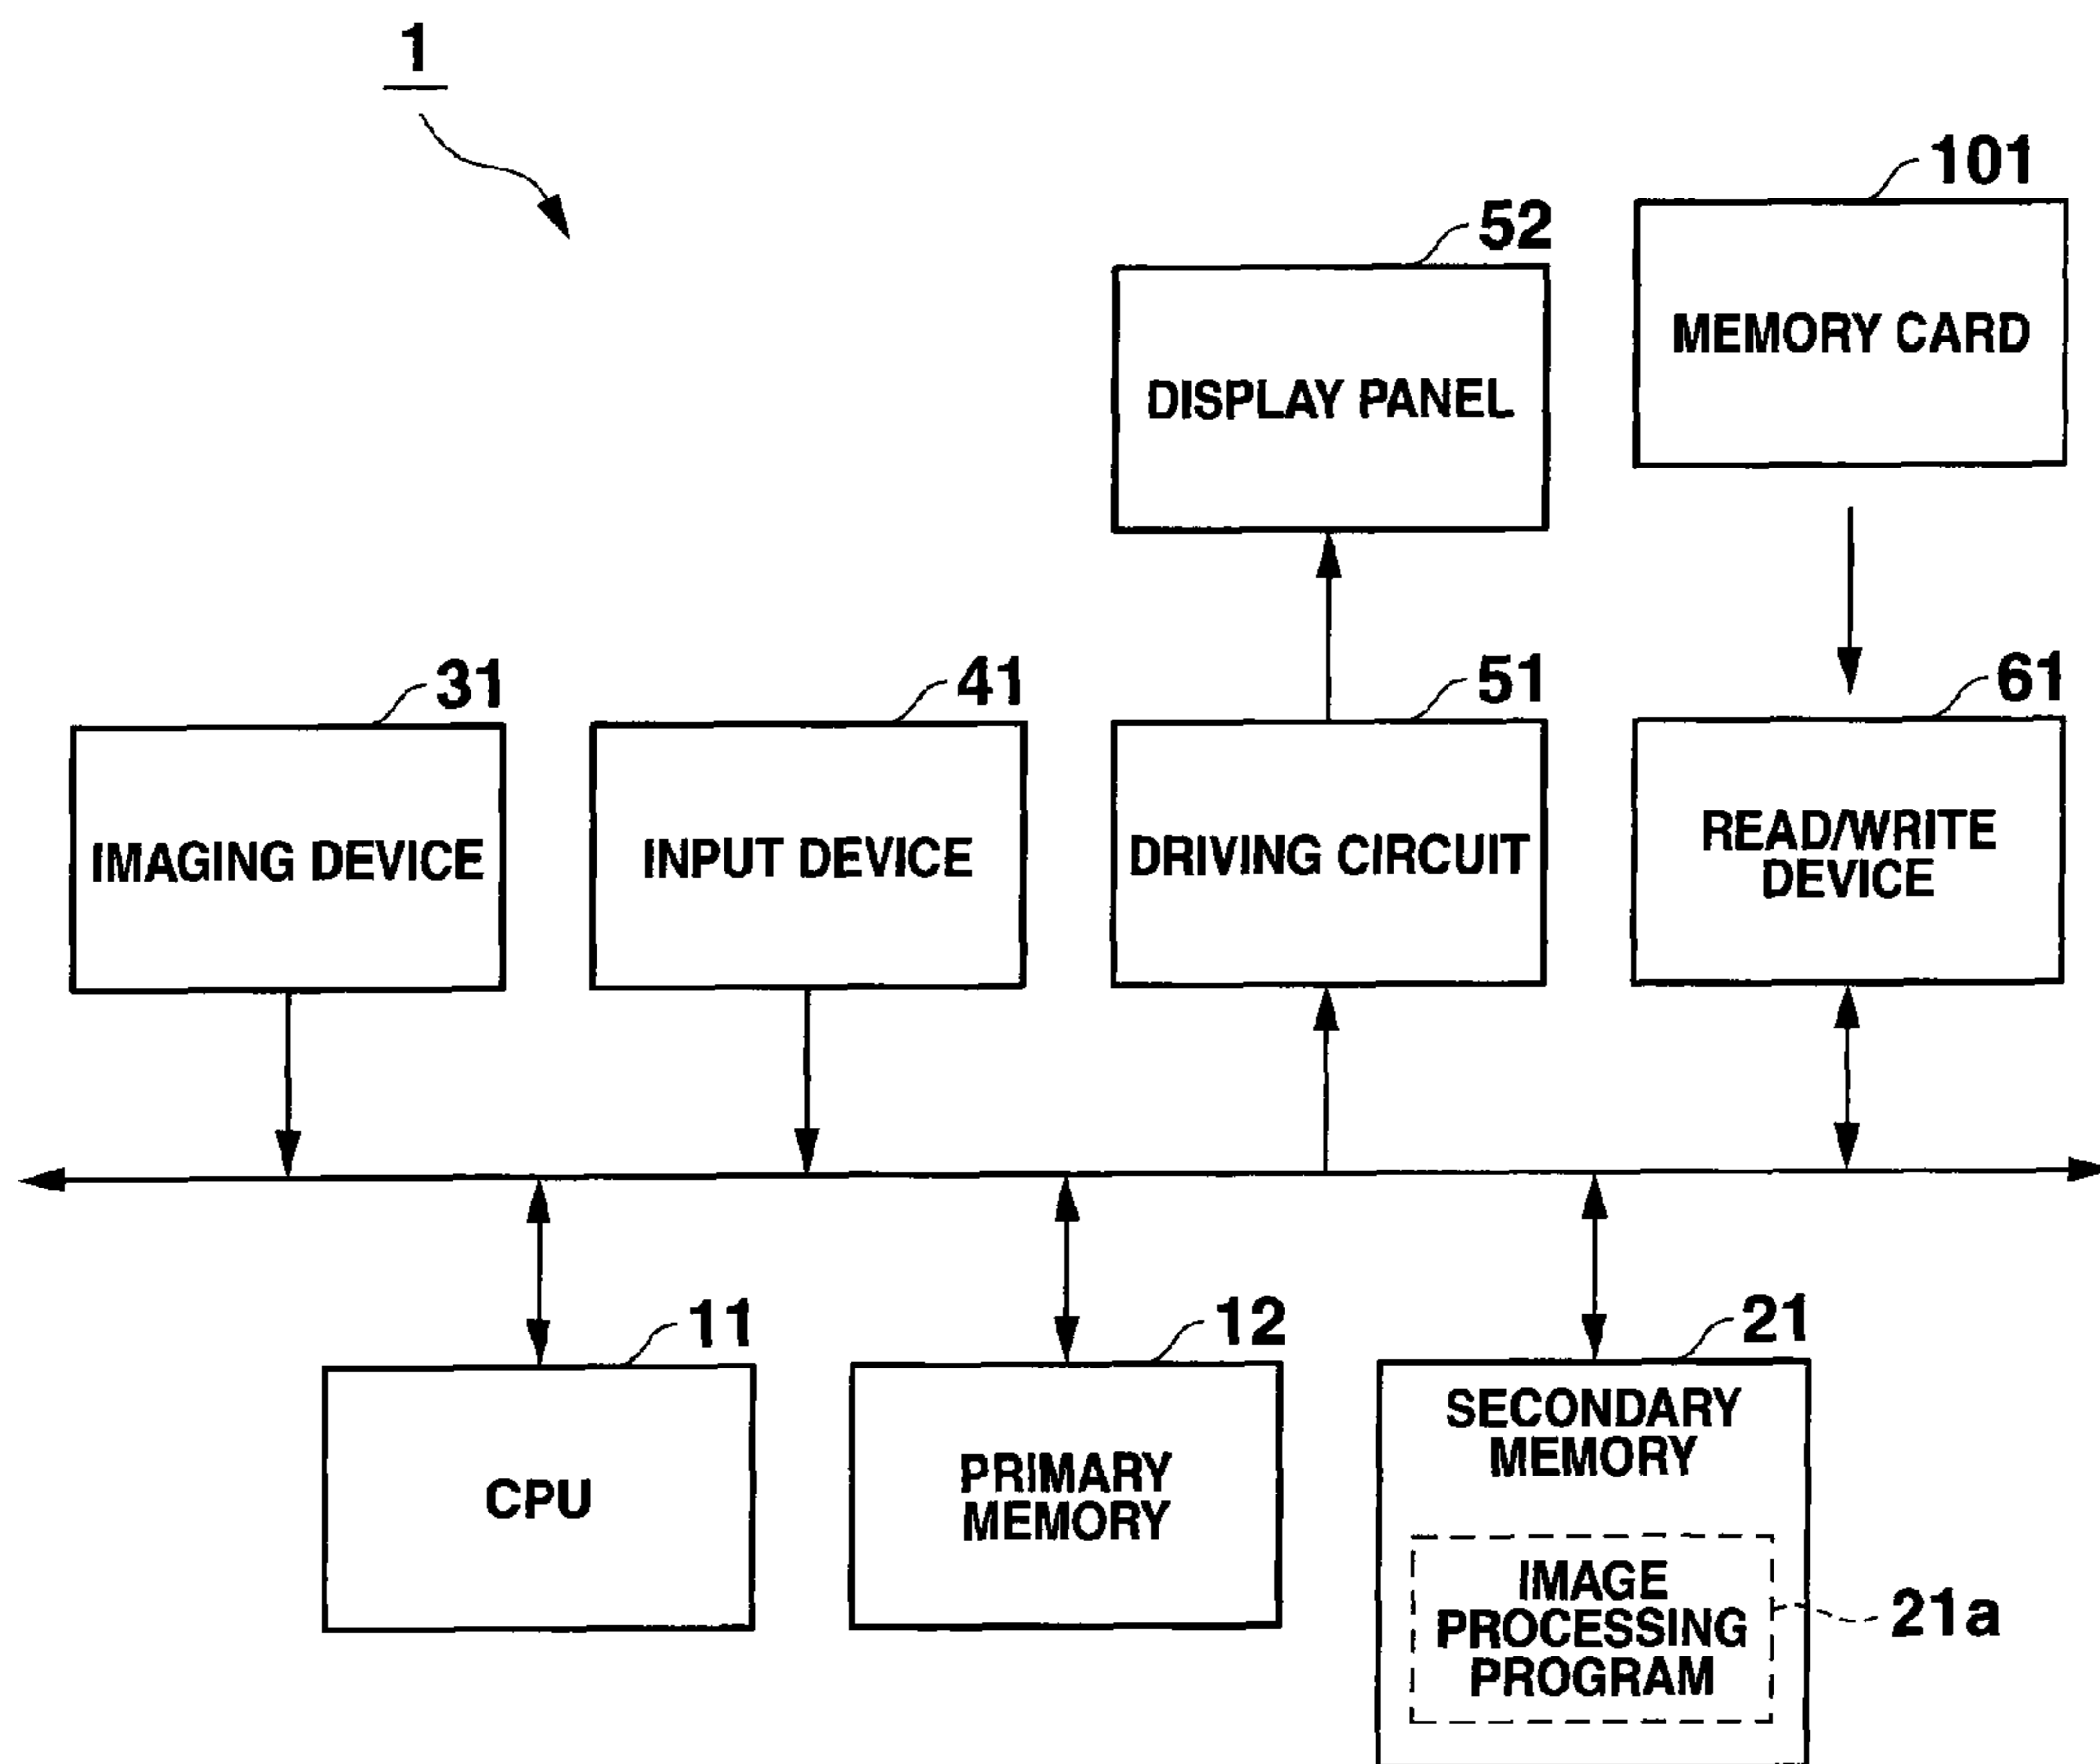 1
101
MEMORY CARD
52
DISPLAY PANEL
31
IMAGING DEVICE
41
INPUT DEVICE
51
DRIVING CIRCUIT
61
READ/WRITE
DEVICE
11
CPU
12
PRIMARY
MEMORY
21
SECONDARY
MEMORY
IMAGE
PROCESSING
PROGRAM
21a